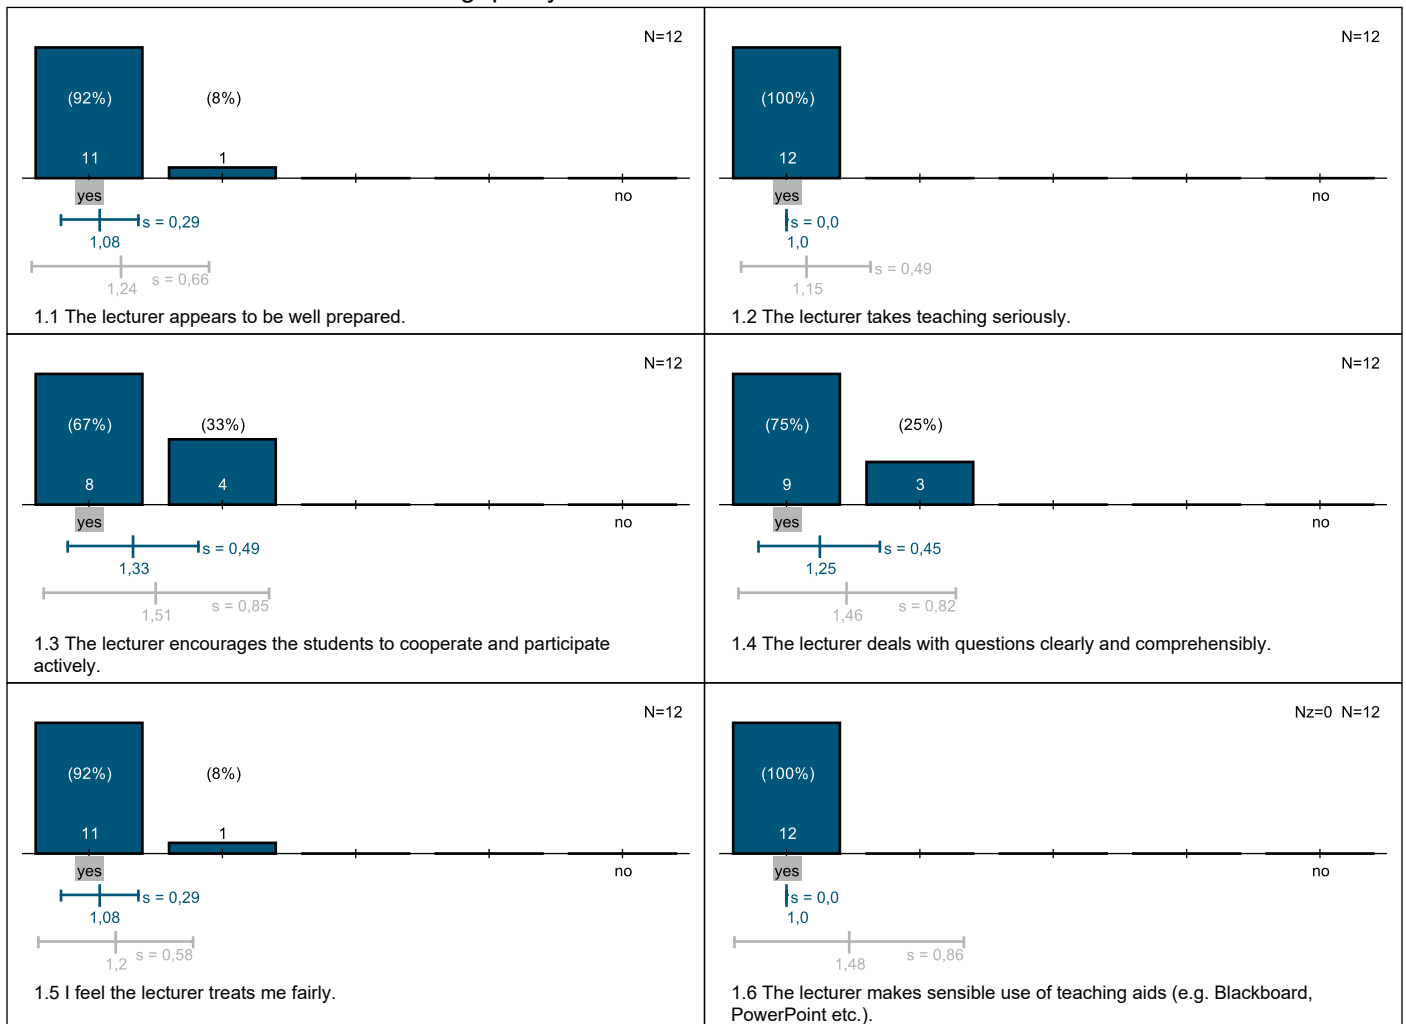 N=12
(92%) (8%)
11 1
yes no
s = 0,29
1,08
s = 0,66
1,24
1.1 The lecturer appears to be well prepared.
N=12
(100%)
12
yes no
s = 0,0
1,0
s = 0,49
1,15
1.2 The lecturer takes teaching seriously.
N=12
(67%) (33%)
8 4
yes no
s = 0,49
1,33
s = 0,85
1,51
1.3 The lecturer encourages the students to cooperate and participate
actively.
N=12
(75%) (25%)
9 3
yes no
s = 0,45
1,25
s = 0,82
1,46
1.4 The lecturer deals with questions clearly and comprehensibly.
N=12
(92%) (8%)
11 1
yes no
s = 0,29
1,08
s = 0,58
1,2
1.5 I feel the lecturer treats me fairly.
Nz=0 N=12
(100%)
12
yes no
s = 0,0
1,0
s = 0,86
1,48
1.6 The lecturer makes sensible use of teaching aids (e.g. Blackboard,
PowerPoint etc.).